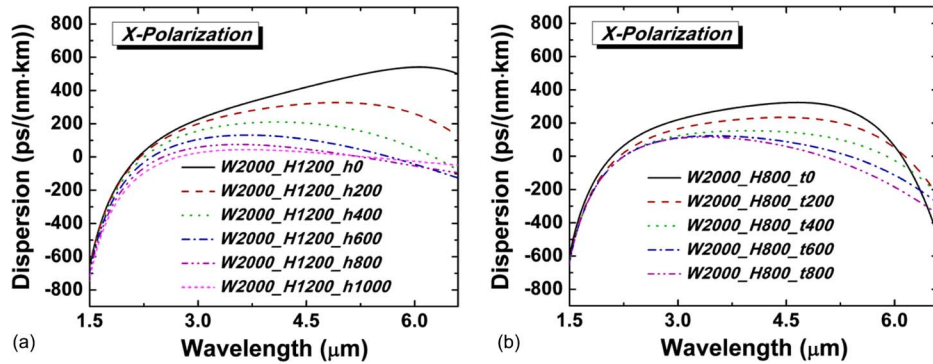 X-Polarization
Dispersion (ps/(nm·km))
800
600
400
200
0
-200
-400
-600
-800
W2000_H1200_h0
W2000_H1200_h200
W2000_H1200_h400
W2000_H1200_h600
W2000_H1200_h800
W2000_H1200_h1000
1.5 3.0 4.5 6.0
Wavelength (μm)
(a)
X-Polarization
Dispersion (ps/(nm·km))
800
600
400
200
0
-200
-400
-600
-800
W2000_H800_t0
W2000_H800_t200
W2000_H800_t400
W2000_H800_t600
W2000_H800_t800
1.5 3.0 4.5 6.0
Wavelength (μm)
(b)